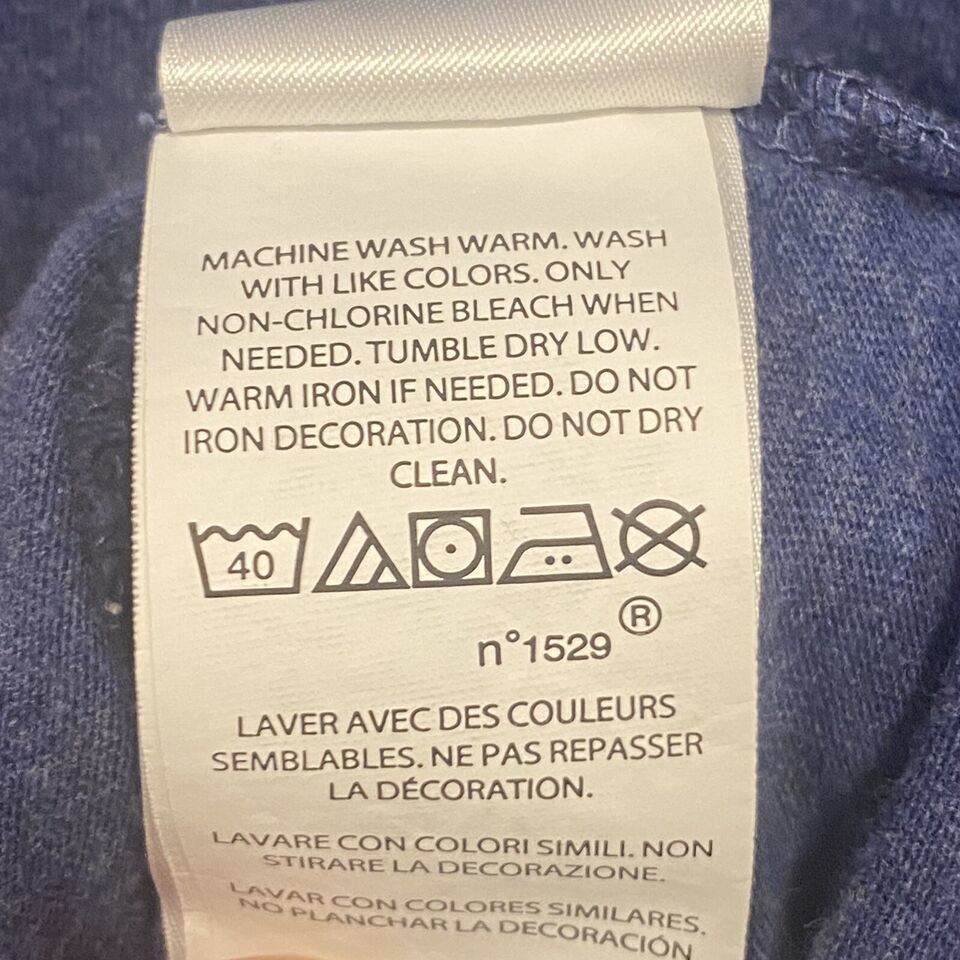 MACHINE WASH WARM. WASH
WITH LIKE COLORS. ONLY
NON-CHLORINE BLEACH WHEN
NEEDED. TUMBLE DRY LOW.
WARM IRON IF NEEDED. DO NOT
IRON DECORATION. DO NOT DRY
CLEAN.
40
n°1529 ®
LAVER AVEC DES COULEURS
SEMBLABLES. NE PAS REPASSER
LA DÉCORATION.
LAVARE CON COLORI SIMILI. NON
STIRARE LA DECORAZIONE.
LAVAR CON COLORES SIMILARES.
NO PLANCHAR LA DECORACIÓN